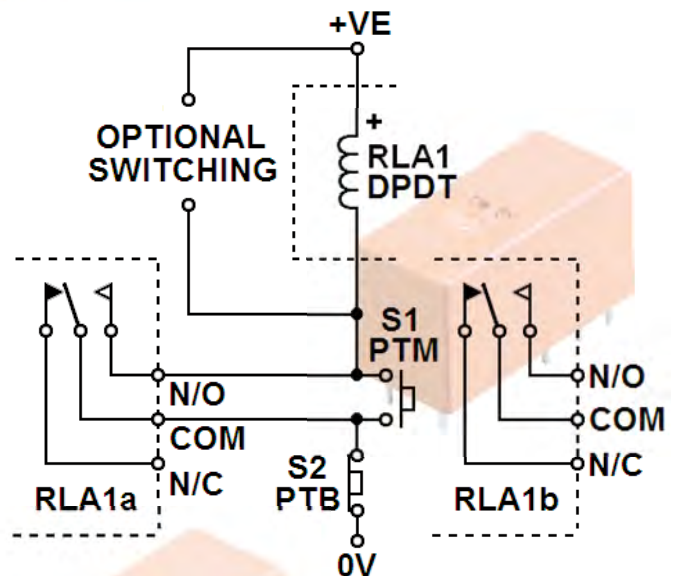 +VE
OPTIONAL
SWITCHING
+
RLA1
DPDT
S1
PTM
N/O
COM
N/C
RLA1a
S2
PTB
0V
N/O
COM
N/C
RLA1b